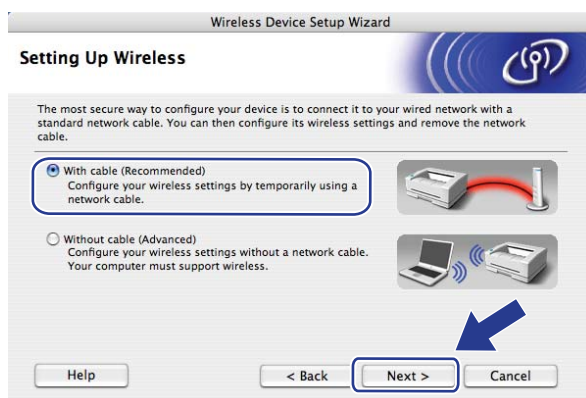 Wireless Device Setup Wizard
Setting Up Wireless
The most secure way to configure your device is to connect it to your wired network with a
standard network cable. You can then configure its wireless settings and remove the network
cable.
With cable (Recommended)
Configure your wireless settings by temporarily using a
network cable.
Without cable (Advanced)
Configure your wireless settings without a network cable.
Your computer must support wireless.
Help
< Back
Next >
Cancel